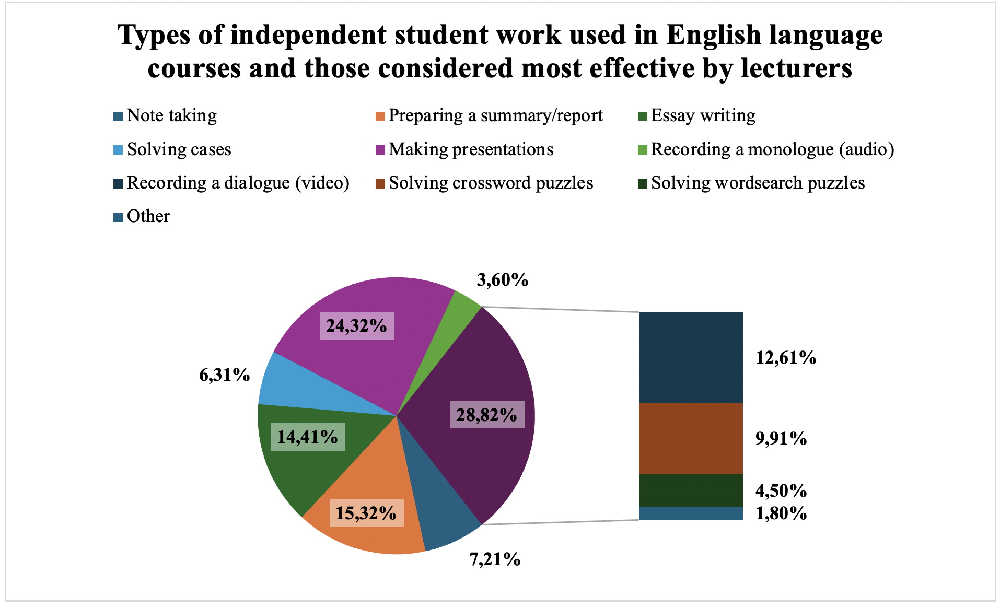 Types of independent student work used in English language
courses and those considered most effective by lecturers
Note taking
Preparing a summary/report
Essay writing
Solving cases
Making presentations
Recording a monologue (audio)
Recording a dialogue (video)
Solving crossword puzzles
Solving wordsearch puzzles
Other
3,60%
24,32%
12,61%
6,31%
28,82%
14,41%
9,91%
4,50%
15,32%
1,80%
7,21%